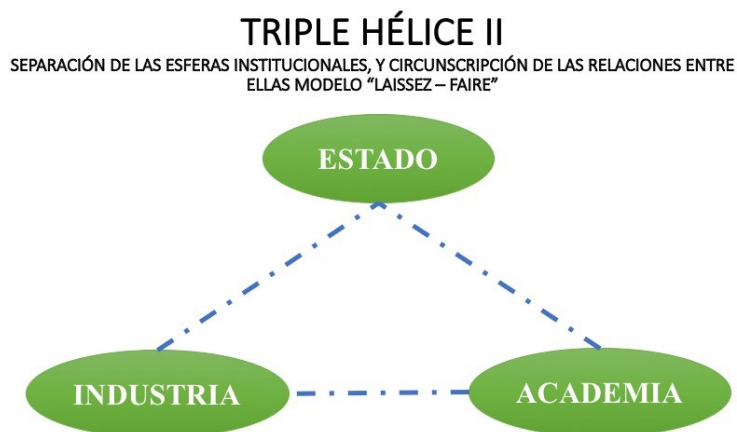 TRIPLE HÉLICE II
SEPARACIÓN DE LAS ESFERAS INSTITUCIONALES, Y CIRCUNSCRIPCIÓN DE LAS RELACIONES ENTRE
ELLAS MODELO “LAISSEZ – FAIRE”
ESTADO
INDUSTRIA
ACADEMIA